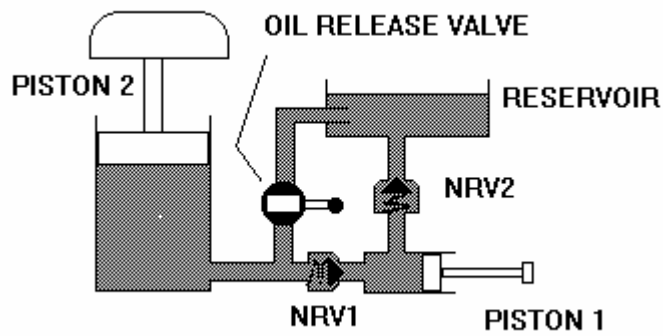 OIL RELEASE VALVE
PISTON 2
RESERVOIR
NRV2
NRV1
PISTON 1